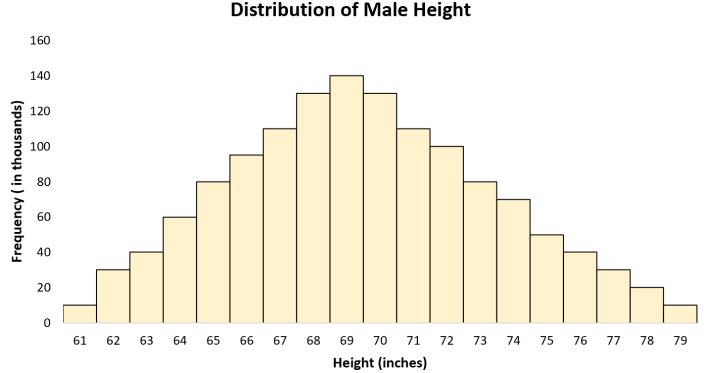 Distribution of Male Height
160
140
120
100
80
60
40
20
0
Frequency ( in thousands)
61 62 63 64 65 66 67 68 69 70 71 72 73 74 75 76 77 78 79
Height (inches)